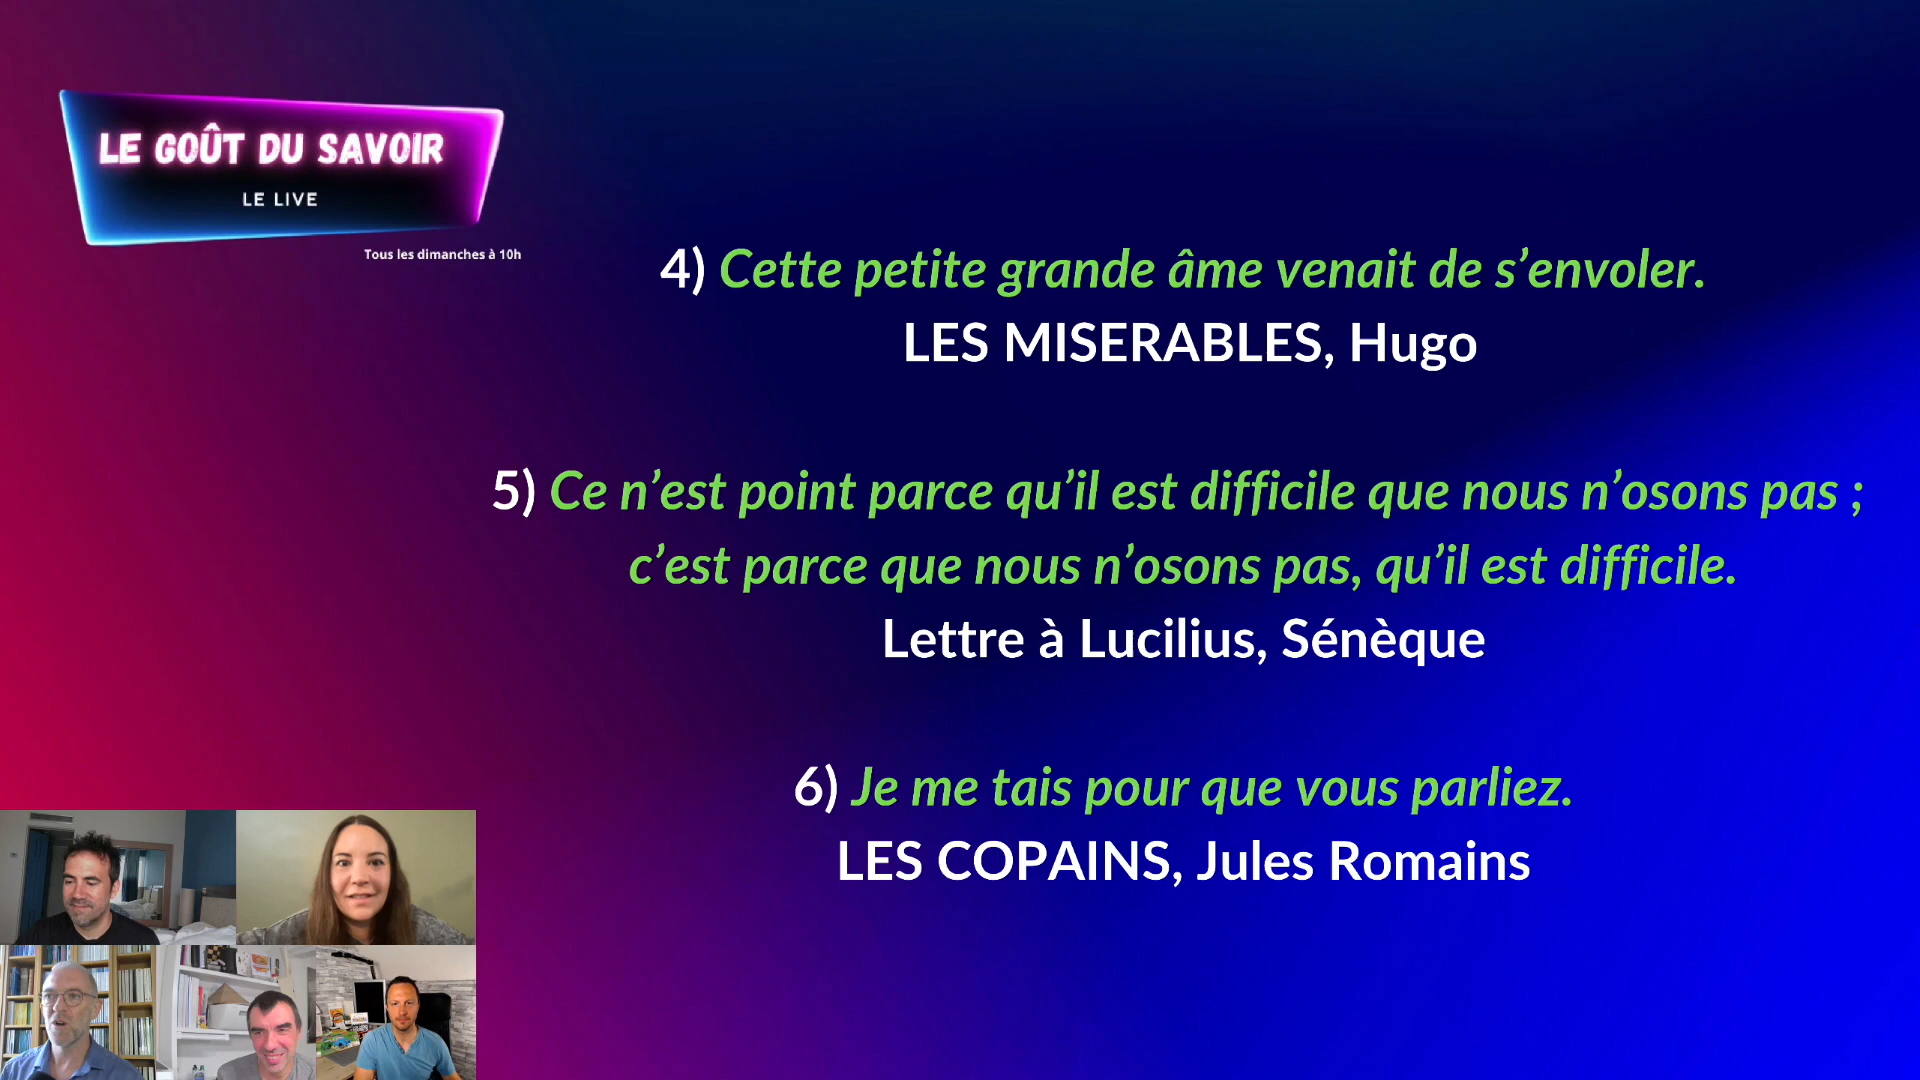 LE GOÛT DU SAVOIR
LE LIVE
Tous les dimanches à 10h
4) Cette petite grande âme venait de s’envoler.
LES MISERABLES, Hugo
5) Ce n’est point parce qu’il est difficile que nous n’osons pas ;
c’est parce que nous n’osons pas, qu’il est difficile.
Lettre à Lucilius, Sénèque
6) Je me tais pour que vous parliez.
LES COPAINS, Jules Romains